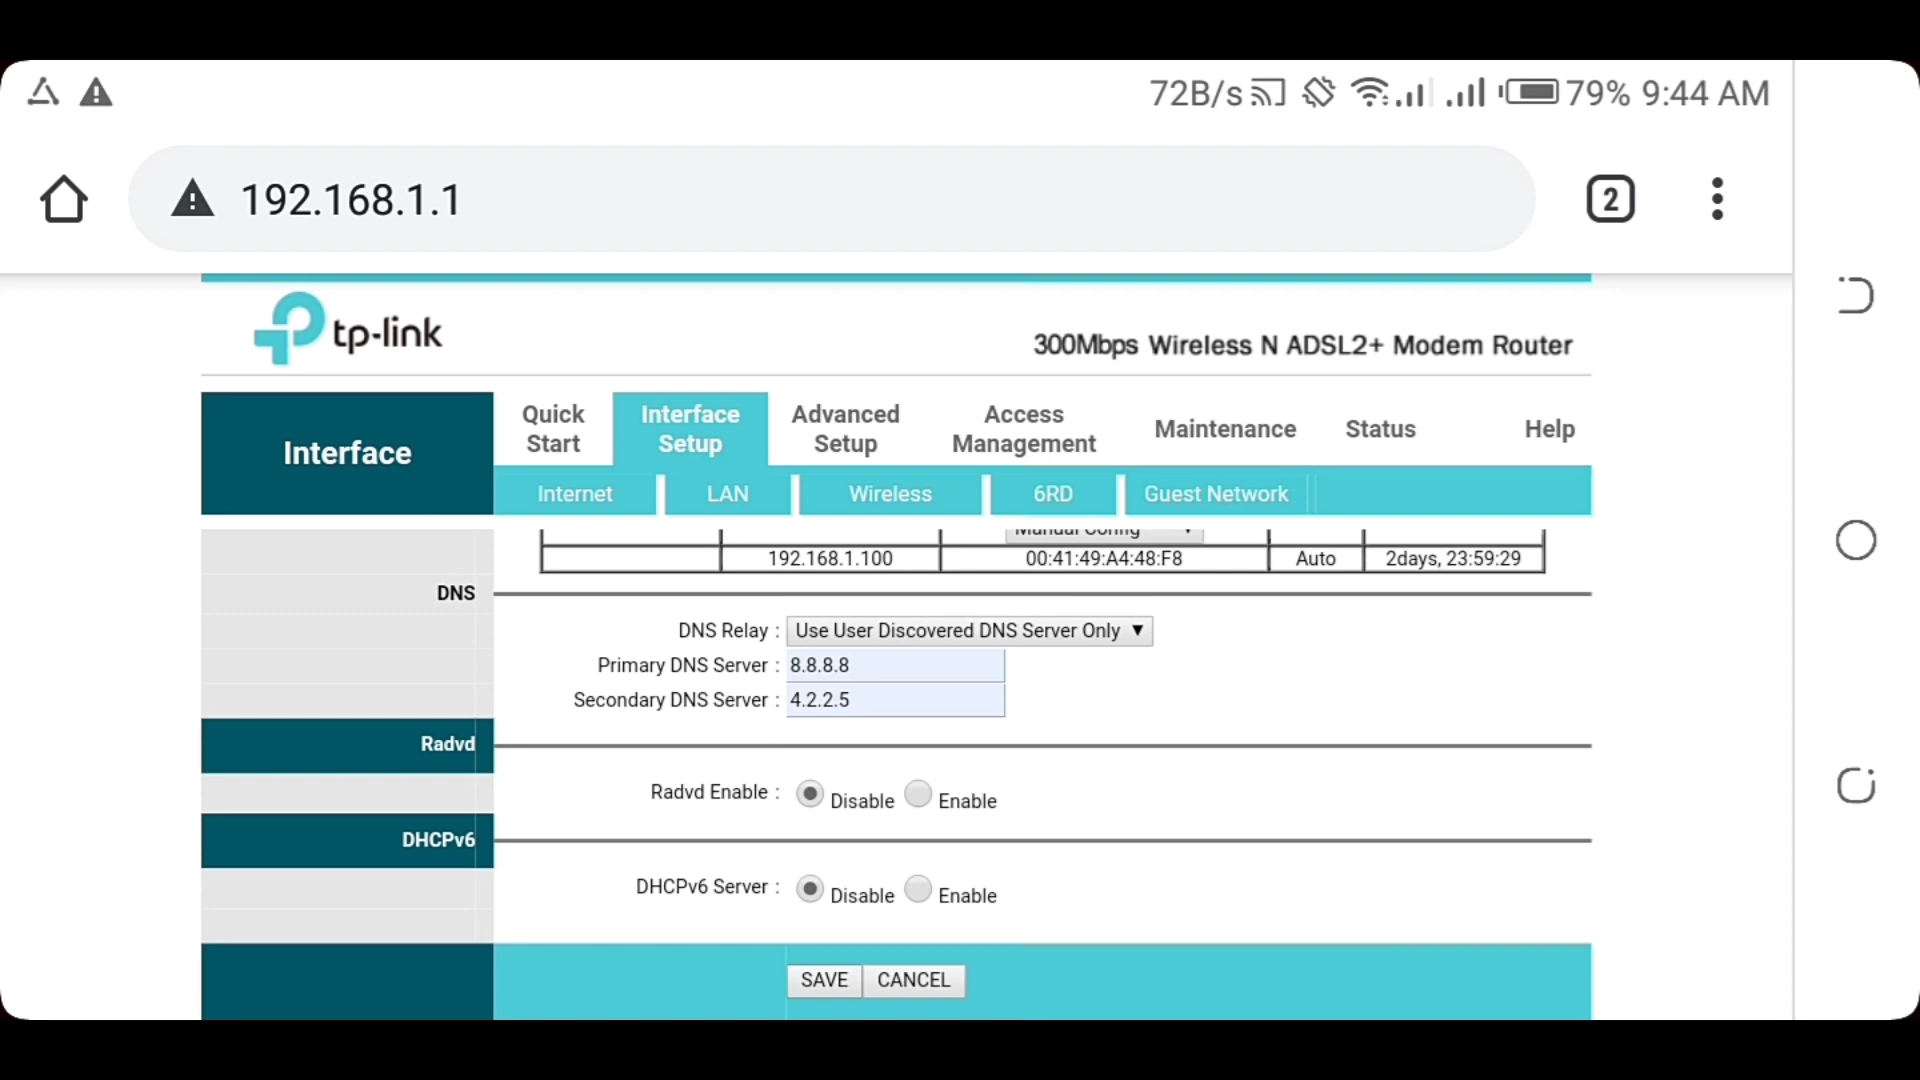 72B/s 79% 9:44 AM
192.168.1.1
2
tp-link
300Mbps Wireless N ADSL2+ Modem Router
Interface
Quick Start
Interface Setup
Advanced Setup
Access Management
Maintenance
Status
Help
Internet
LAN
Wireless
6RD
Guest Network
Manual Config
192.168.1.100 00:41:49:A4:48:F8 Auto 2days, 23:59:29
DNS
DNS Relay : Use User Discovered DNS Server Only
Primary DNS Server : 8.8.8.8
Secondary DNS Server : 4.2.2.5
Radvd
Radvd Enable : Disable Enable
DHCPv6
DHCPv6 Server : Disable Enable
SAVE CANCEL